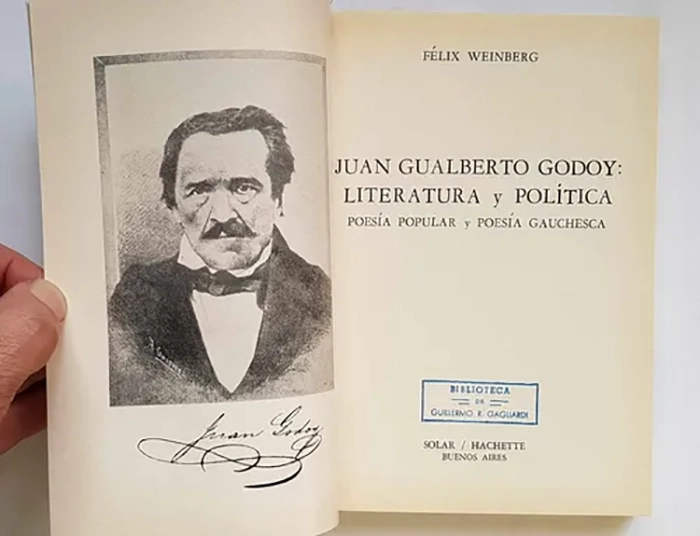 Juan Godoy
FÉLIX WEINBERG
JUAN GUALBERTO GODOY:
LITERATURA y POLÍTICA
POESÍA POPULAR y POESÍA GAUCHESCA
BIBLIOTECA
DE
GUILLERMO R. GAGLIARDI
SOLAR / HACHETTE
BUENOS AIRES